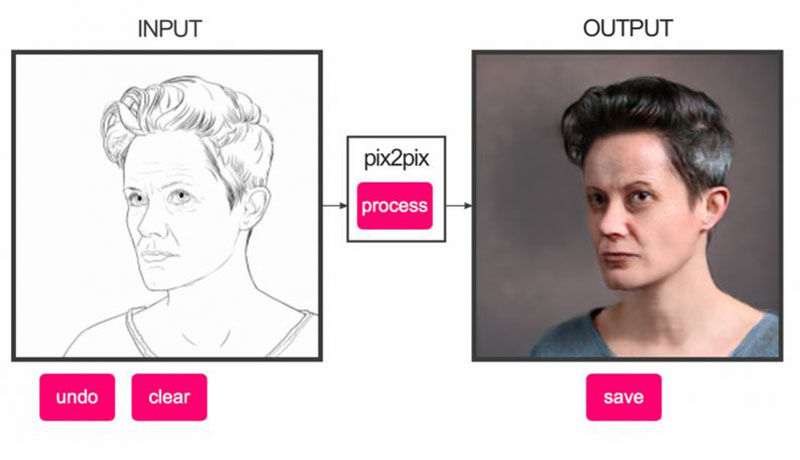 INPUT
OUTPUT
pix2pix
process
undo
clear
save